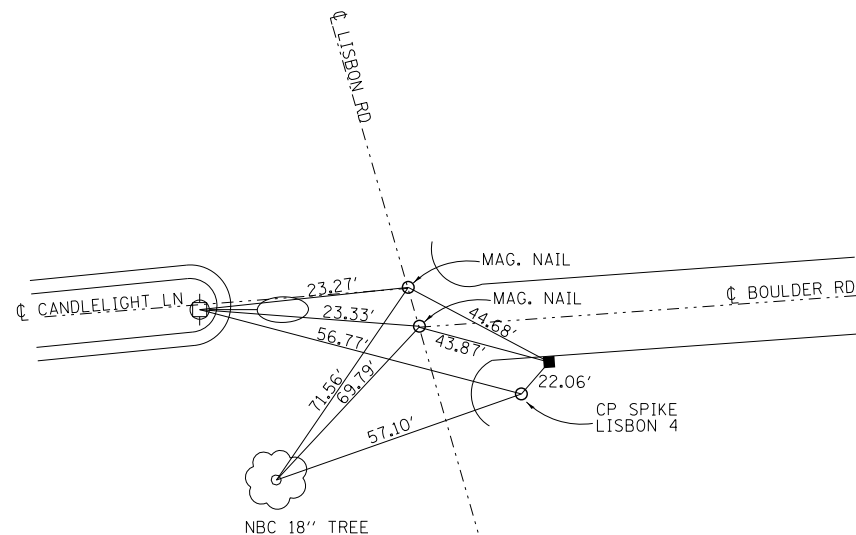 ℄ LISBON RD
MAG. NAIL
23.27'
℄ CANDLELIGHT LN
MAG. NAIL
℄ BOULDER RD
23.33'
44.68'
56.77'
43.87'
71.56'
69.79'
22.06'
CP SPIKE
LISBON 4
57.10'
NBC 18'' TREE